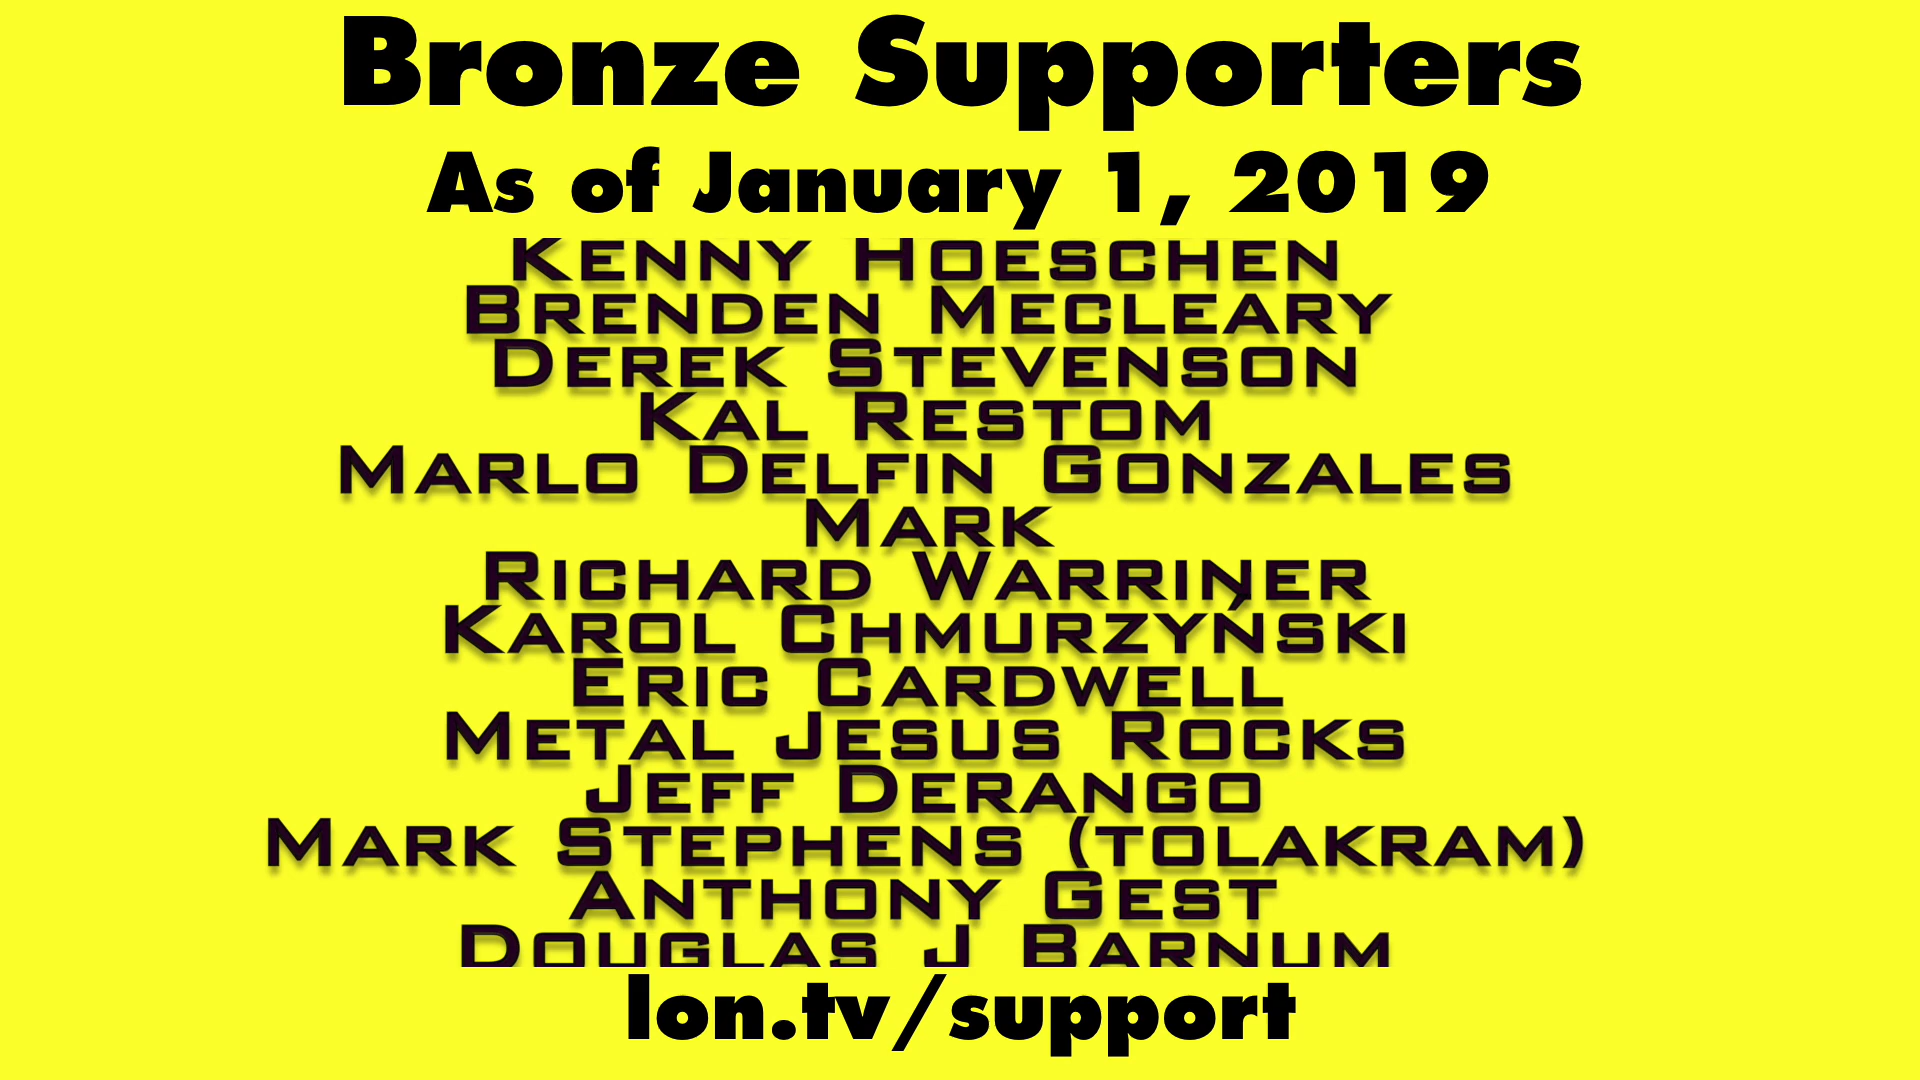 Bronze Supporters
As of January 1, 2019
Kenny Hoeschen
Brenden Mecleary
Derek Stevenson
Kal Restom
Marlo Delfin Gonzales
Mark
Richard Warriner
Karol Chmurzyński
Eric Cardwell
Metal Jesus Rocks
Jeff Derango
Mark Stephens (tolakram)
Anthony Gest
Douglas J Barnum
lon.tv/support